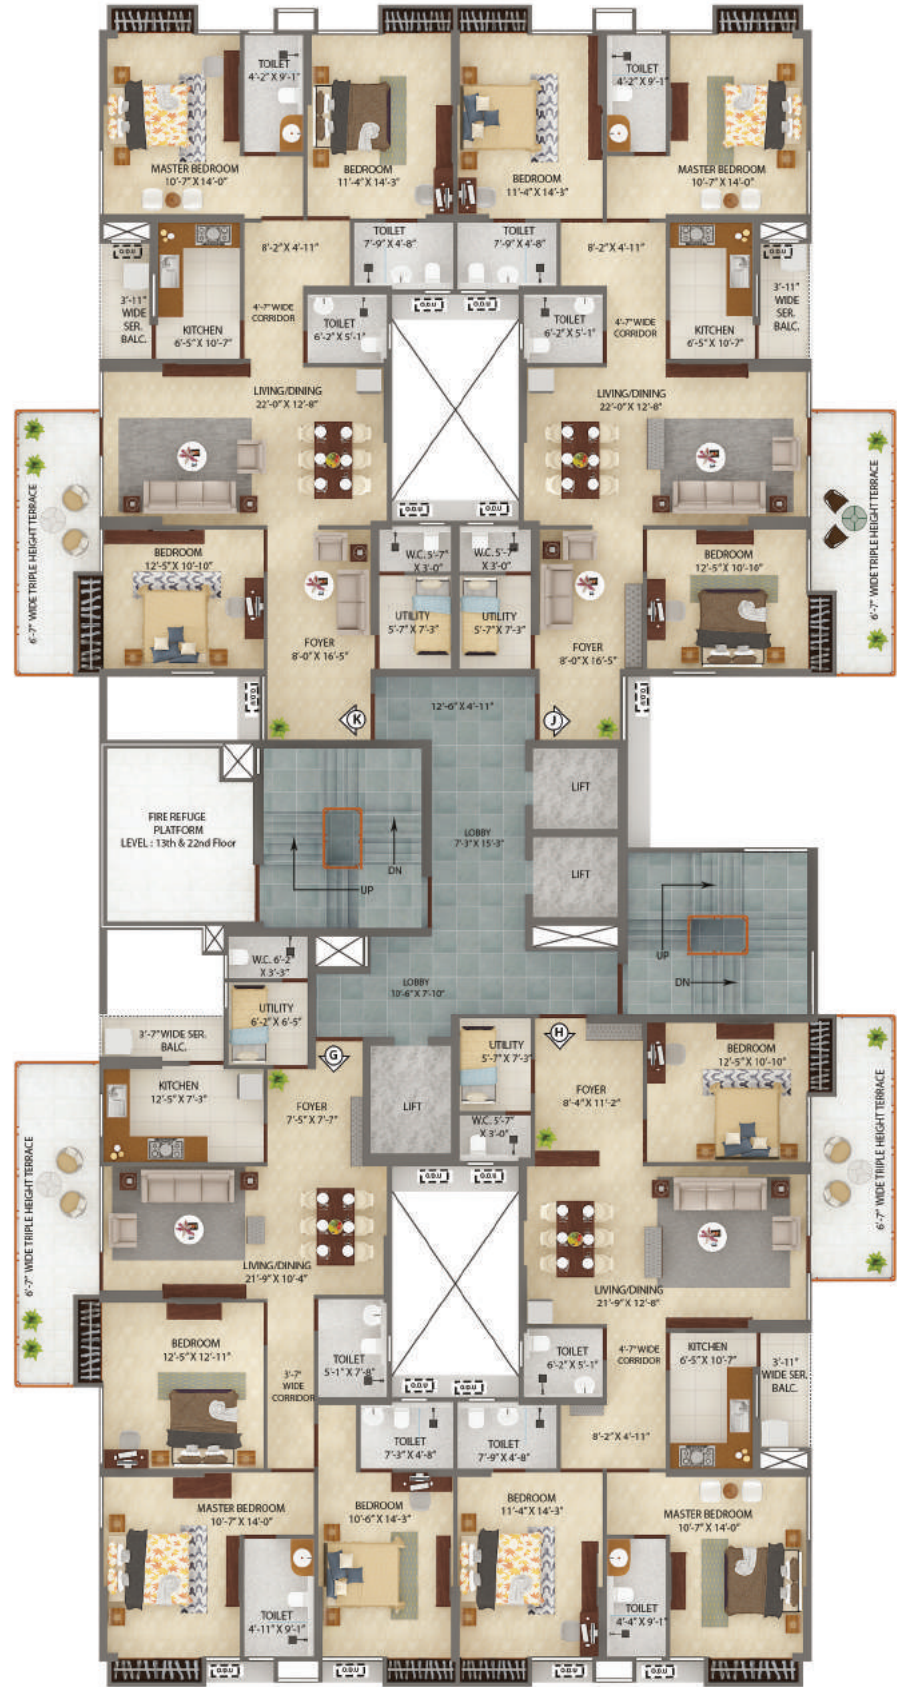 TOILET
4'-2" X 9'-1"
TOILET
4'-2" X 9'-1"
MASTER BEDROOM
10'-7" X 14'-0"
BEDROOM
11'-4" X 14'-3"
BEDROOM
11'-4" X 14'-3"
MASTER BEDROOM
10'-7" X 14'-0"
O.D.U
8'-2" X 4'-11"
TOILET
7'-9" X 4'-8"
TOILET
7'-9" X 4'-8"
8'-2" X 4'-11"
O.D.U
3'-11"
WIDE
SER.
BALC.
KITCHEN
6'-5" X 10'-7"
4'-7" WIDE
CORRIDOR
TOILET
6'-2" X 5'-1"
O.D.U
O.D.U
TOILET
6'-2" X 5'-1"
4'-7" WIDE
CORRIDOR
KITCHEN
6'-5" X 10'-7"
3'-11"
WIDE
SER.
BALC.
LIVING/DINING
22'-0" X 12'-8"
LIVING/DINING
22'-0" X 12'-8"
6'-7" WIDE TRIPLE HEIGHT TERRACE
6'-7" WIDE TRIPLE HEIGHT TERRACE
O.D.U
O.D.U
BEDROOM
12'-5" X 10'-10"
W.C. 5'-7"
X 3'-0"
W.C. 5'-7"
X 3'-0"
BEDROOM
12'-5" X 10'-10"
FOYER
8'-0" X 16'-5"
UTILITY
5'-7" X 7'-3"
UTILITY
5'-7" X 7'-3"
FOYER
8'-0" X 16'-5"
O.D.U
O.D.U
K
12'-6" X 4'-11"
J
LIFT
FIRE REFUGE
PLATFORM
LEVEL : 13th & 22nd Floor
UP
DN
LOBBY
7'-3" X 15'-3"
LIFT
UP
DN
W.C. 6'-2"
X 3'-3"
LOBBY
10'-6" X 7'-10"
UTILITY
6'-2" X 6'-5"
3'-7" WIDE SER.
BALC.
G
H
UTILITY
5'-7" X 7'-3"
BEDROOM
12'-5" X 10'-10"
KITCHEN
12'-5" X 7'-3"
FOYER
7'-5" X 7'-7"
LIFT
W.C. 5'-7"
X 3'-0"
FOYER
8'-4" X 11'-2"
6'-7" WIDE TRIPLE HEIGHT TERRACE
6'-7" WIDE TRIPLE HEIGHT TERRACE
O.D.U
O.D.U
LIVING/DINING
21'-9" X 10'-4"
LIVING/DINING
21'-9" X 12'-8"
BEDROOM
12'-5" X 12'-11"
3'-7"
WIDE
CORRIDOR
TOILET
5'-1" X 7'-8"
O.D.U
O.D.U
TOILET
6'-2" X 5'-1"
4'-7" WIDE
CORRIDOR
KITCHEN
6'-5" X 10'-7"
3'-11"
WIDE SER.
BALC.
TOILET
7'-3" X 4'-8"
TOILET
7'-9" X 4'-8"
8'-2" X 4'-11"
MASTER BEDROOM
10'-7" X 14'-0"
BEDROOM
10'-6" X 14'-3"
BEDROOM
11'-4" X 14'-3"
MASTER BEDROOM
10'-7" X 14'-0"
TOILET
4'-11" X 9'-1"
TOILET
4'-4" X 9'-1"
O.D.U
O.D.U
O.D.U
O.D.U